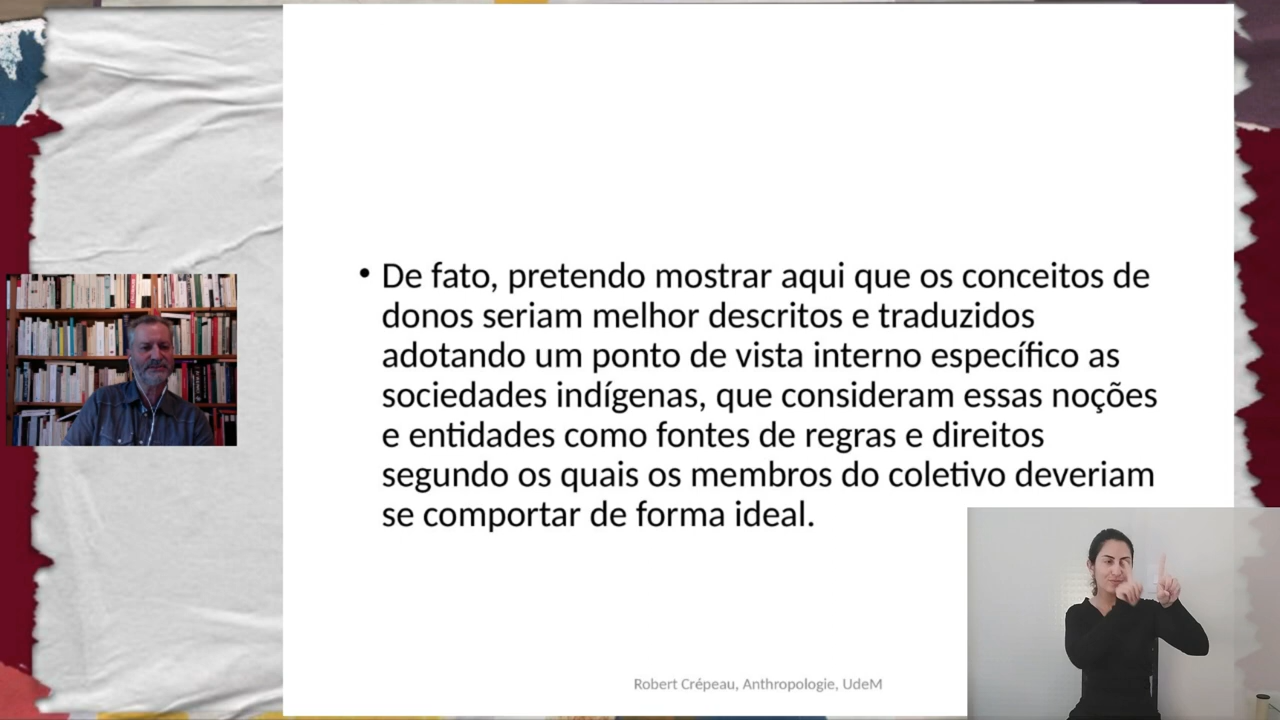 • De fato, pretendo mostrar aqui que os conceitos de
donos seriam melhor descritos e traduzidos
adotando um ponto de vista interno específico as
sociedades indígenas, que consideram essas noções
e entidades como fontes de regras e direitos
segundo os quais os membros do coletivo deveriam
se comportar de forma ideal.
Robert Crépeau, Anthropologie, UdeM